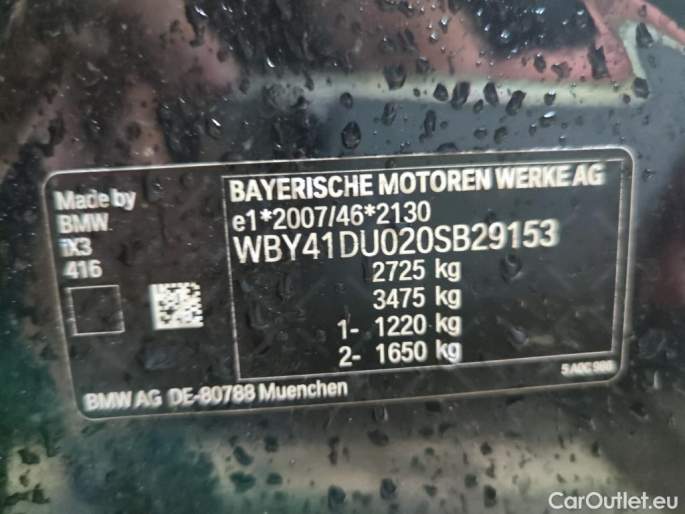 Made by
BMW
iX3
416
BAYERISCHE MOTOREN WERKE AG
e1*2007/46*2130
WBY41DU020SB29153
2725 kg
3475 kg
1- 1220 kg
2- 1650 kg
BMW AG DE-80788 Muenchen
CarOutlet.eu